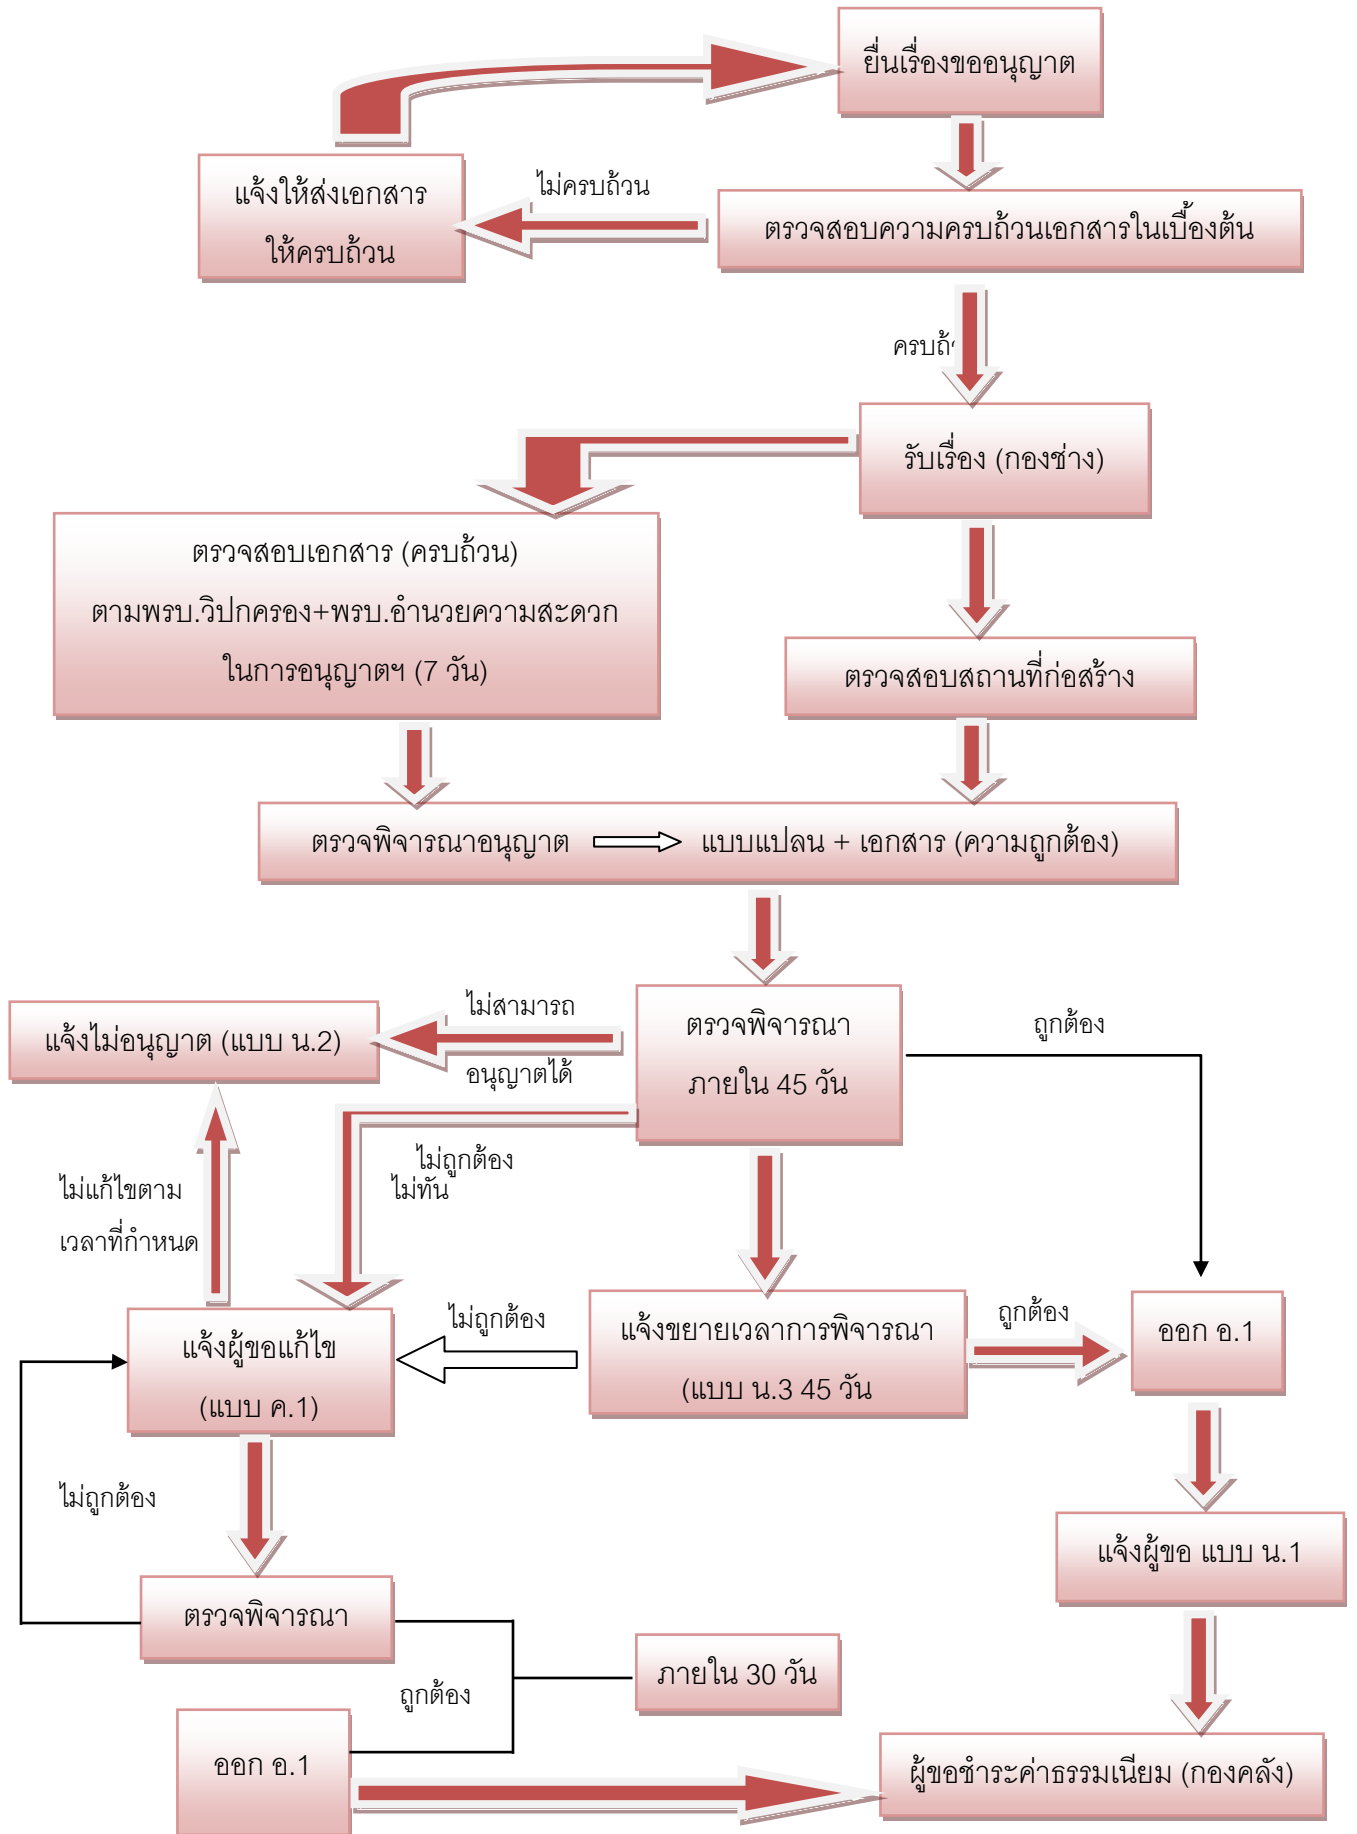 ยื่นเรื่องขออนุญาต
แจ้งให้ส่งเอกสาร
ให้ครบถ้วน
ไม่ครบถ้วน
ตรวจสอบความครบถ้วนเอกสารในเบื้องต้น
รับเรื่อง (กองช่าง)
ตรวจสอบเอกสาร (ครบถ้วน)
ตามพรบ.วิปกครอง+พรบ.อำนวยความสะดวก
ในการอนุญาตฯ (7 วัน)
ตรวจสอบสถานที่ก่อสร้าง
ตรวจพิจารณาอนุญาต
แบบแปลน + เอกสาร (ความถูกต้อง)
แจ้งไม่อนุญาต (แบบ น.2)
ไม่สามารถ
อนุญาตได้
ตรวจพิจารณา
ภายใน 45 วัน
ถูกต้อง
ไม่ถูกต้อง
ไม่ทัน
ไม่แก้ไขตาม
เวลาที่กำหนด
แจ้งผู้ขอแก้ไข
(แบบ ค.1)
ไม่ถูกต้อง
แจ้งขยายเวลาการพิจารณา
(แบบ น.3 45 วัน
ถูกต้อง
ออก อ.1
ไม่ถูกต้อง
แจ้งผู้ขอ แบบ น.1
ตรวจพิจารณา
ภายใน 30 วัน
ถูกต้อง
ออก อ.1
ผู้ขอชำระค่าธรรมเนียม (กองคลัง)